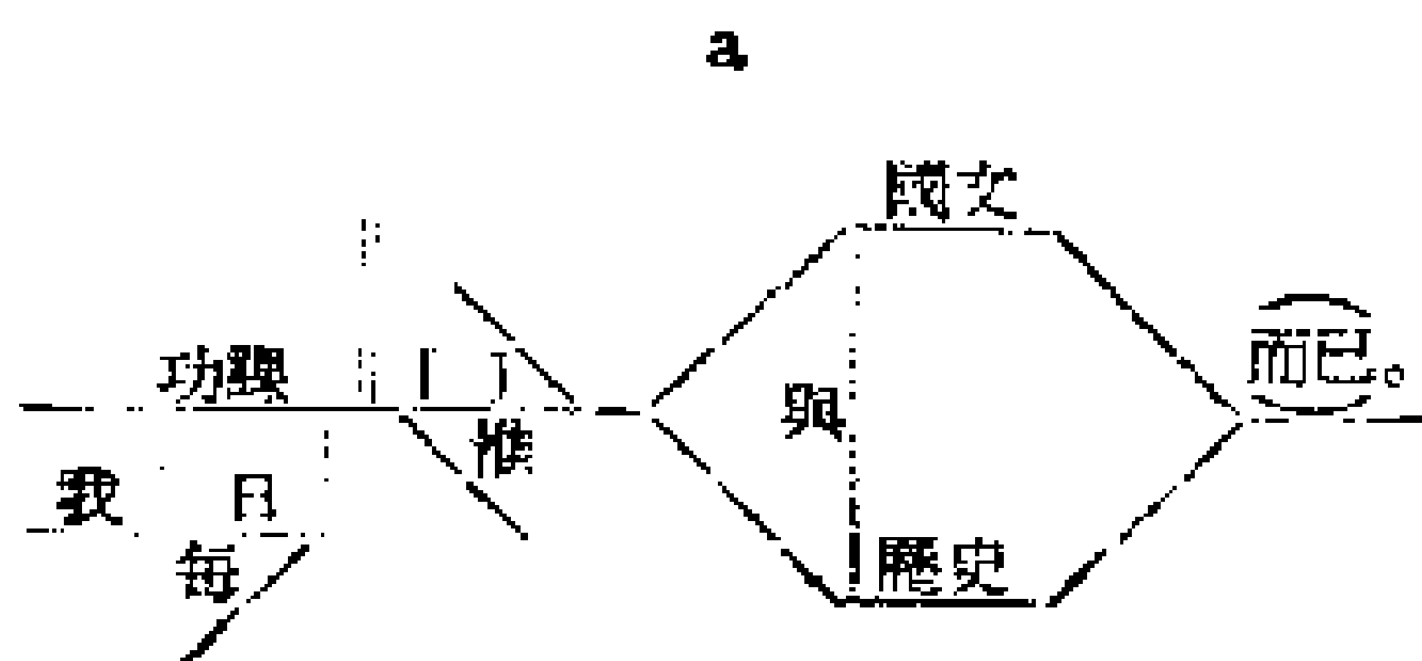 a
國文
而已。
功課 [ ]
與
惟
我 日
歷史
每